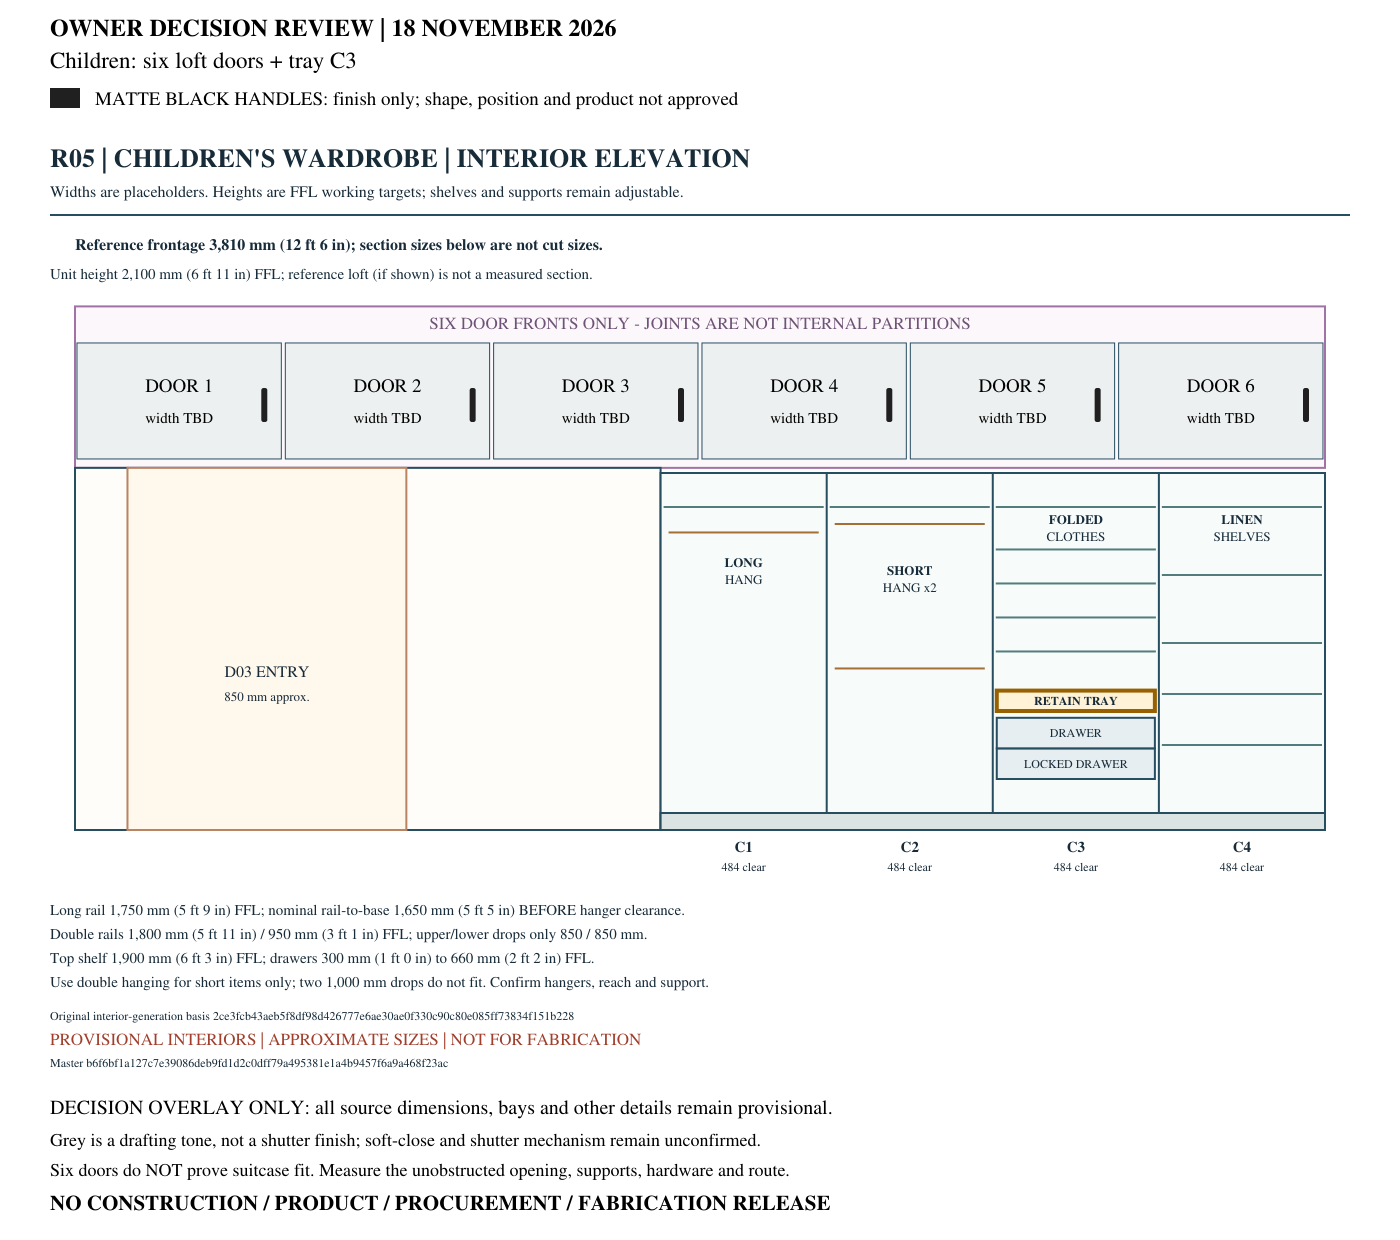 OWNER DECISION REVIEW | 18 NOVEMBER 2026
Children: six loft doors + tray C3
MATTE BLACK HANDLES: finish only; shape, position and product not approved
R05 | CHILDREN'S WARDROBE | INTERIOR ELEVATION
Widths are placeholders. Heights are FFL working targets; shelves and supports remain adjustable.
Reference frontage 3,810 mm (12 ft 6 in); section sizes below are not cut sizes.
Unit height 2,100 mm (6 ft 11 in) FFL; reference loft (if shown) is not a measured section.
SIX DOOR FRONTS ONLY - JOINTS ARE NOT INTERNAL PARTITIONS
DOOR 1
width TBD
DOOR 2
width TBD
DOOR 3
width TBD
DOOR 4
width TBD
DOOR 5
width TBD
DOOR 6
width TBD
D03 ENTRY
850 mm approx.
LONG
HANG
SHORT
HANG x2
FOLDED
CLOTHES
RETAIN TRAY
DRAWER
LOCKED DRAWER
LINEN
SHELVES
C1
484 clear
C2
484 clear
C3
484 clear
C4
484 clear
Long rail 1,750 mm (5 ft 9 in) FFL; nominal rail-to-base 1,650 mm (5 ft 5 in) BEFORE hanger clearance.
Double rails 1,800 mm (5 ft 11 in) / 950 mm (3 ft 1 in) FFL; upper/lower drops only 850 / 850 mm.
Top shelf 1,900 mm (6 ft 3 in) FFL; drawers 300 mm (1 ft 0 in) to 660 mm (2 ft 2 in) FFL.
Use double hanging for short items only; two 1,000 mm drops do not fit. Confirm hangers, reach and support.
Original interior-generation basis 2ce3fcb43aeb5f8df98d426777e6ae30ae0f330c90c80e085ff73834f151b228
PROVISIONAL INTERIORS | APPROXIMATE SIZES | NOT FOR FABRICATION
Master b6f6bf1a127c7e39086deb9fd1d2c0dff79a495381e1a4b9457f6a9a468f23ac
DECISION OVERLAY ONLY: all source dimensions, bays and other details remain provisional.
Grey is a drafting tone, not a shutter finish; soft-close and shutter mechanism remain unconfirmed.
Six doors do NOT prove suitcase fit. Measure the unobstructed opening, supports, hardware and route.
NO CONSTRUCTION / PRODUCT / PROCUREMENT / FABRICATION RELEASE